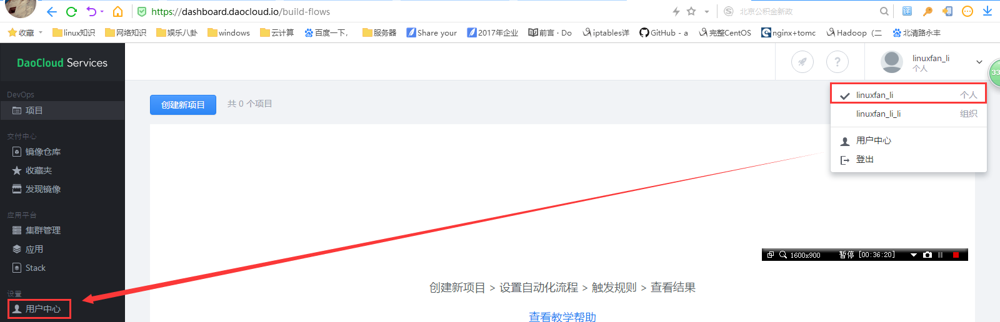 https://dashboard.daocloud.io/build-flows
北京公积金新政
译
收藏 linux知识 网络知识 娱乐八卦 windows 云计算 百度一下, 服务器 Share your 2017年企业 前言 · Do iptables详 GitHub - a 完整CentOS nginx+tomc Hadoop（二 北清路永丰
DaoCloud Services
?
linuxfan_li
个人
33
DevOps
项目
创建新项目 共 0 个项目
linuxfan_li 个人
linuxfan_li_li 组织
用户中心
登出
交付中心
镜像仓库
收藏夹
发现镜像
应用平台
集群管理
应用
Stack
1600x900 暂停 [00:36:20]
创建新项目 > 设置自动化流程 > 触发规则 > 查看结果
设置
用户中心
查看教学帮助